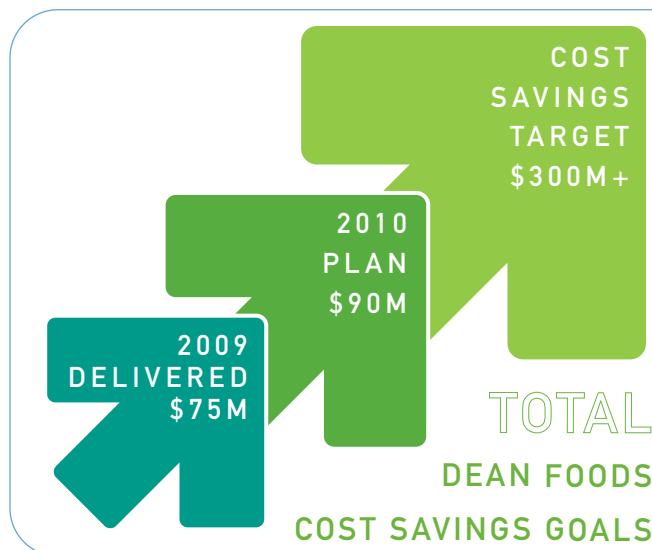 COST
SAVINGS
TARGET
$300M+
2010
PLAN
$90M
2009
DELIVERED
$75M
TOTAL
DEAN FOODS
COST SAVINGS GOALS